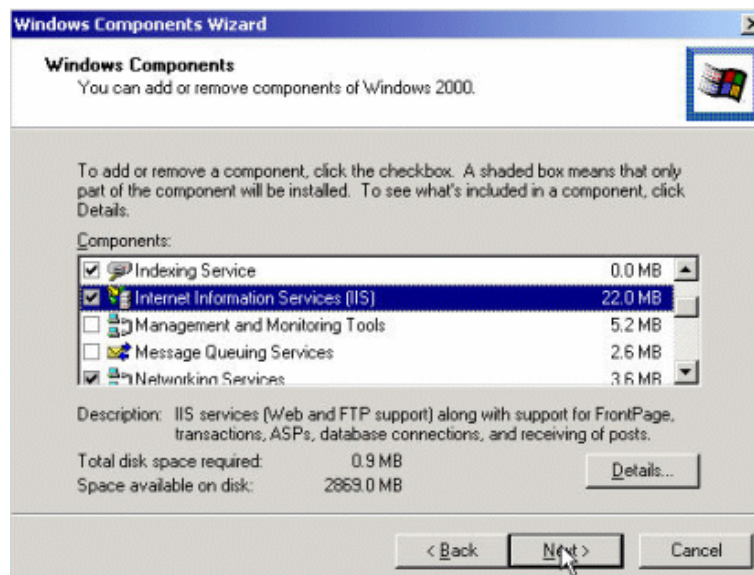 Windows Components Wizard
Windows Components
You can add or remove components of Windows 2000.
To add or remove a component, click the checkbox. A shaded box means that only
part of the component will be installed. To see what's included in a component, click
Details.
Components:
Indexing Service 0.0 MB
Internet Information Services (IIS) 22.0 MB
Management and Monitoring Tools 5.2 MB
Message Queuing Services 2.6 MB
Networking Services 3.6 MB
Description: IIS services (Web and FTP support) along with support for FrontPage,
transactions, ASPs, database connections, and receiving of posts.
Total disk space required: 0.9 MB
Space available on disk: 2869.0 MB
Details...
< Back Next > Cancel